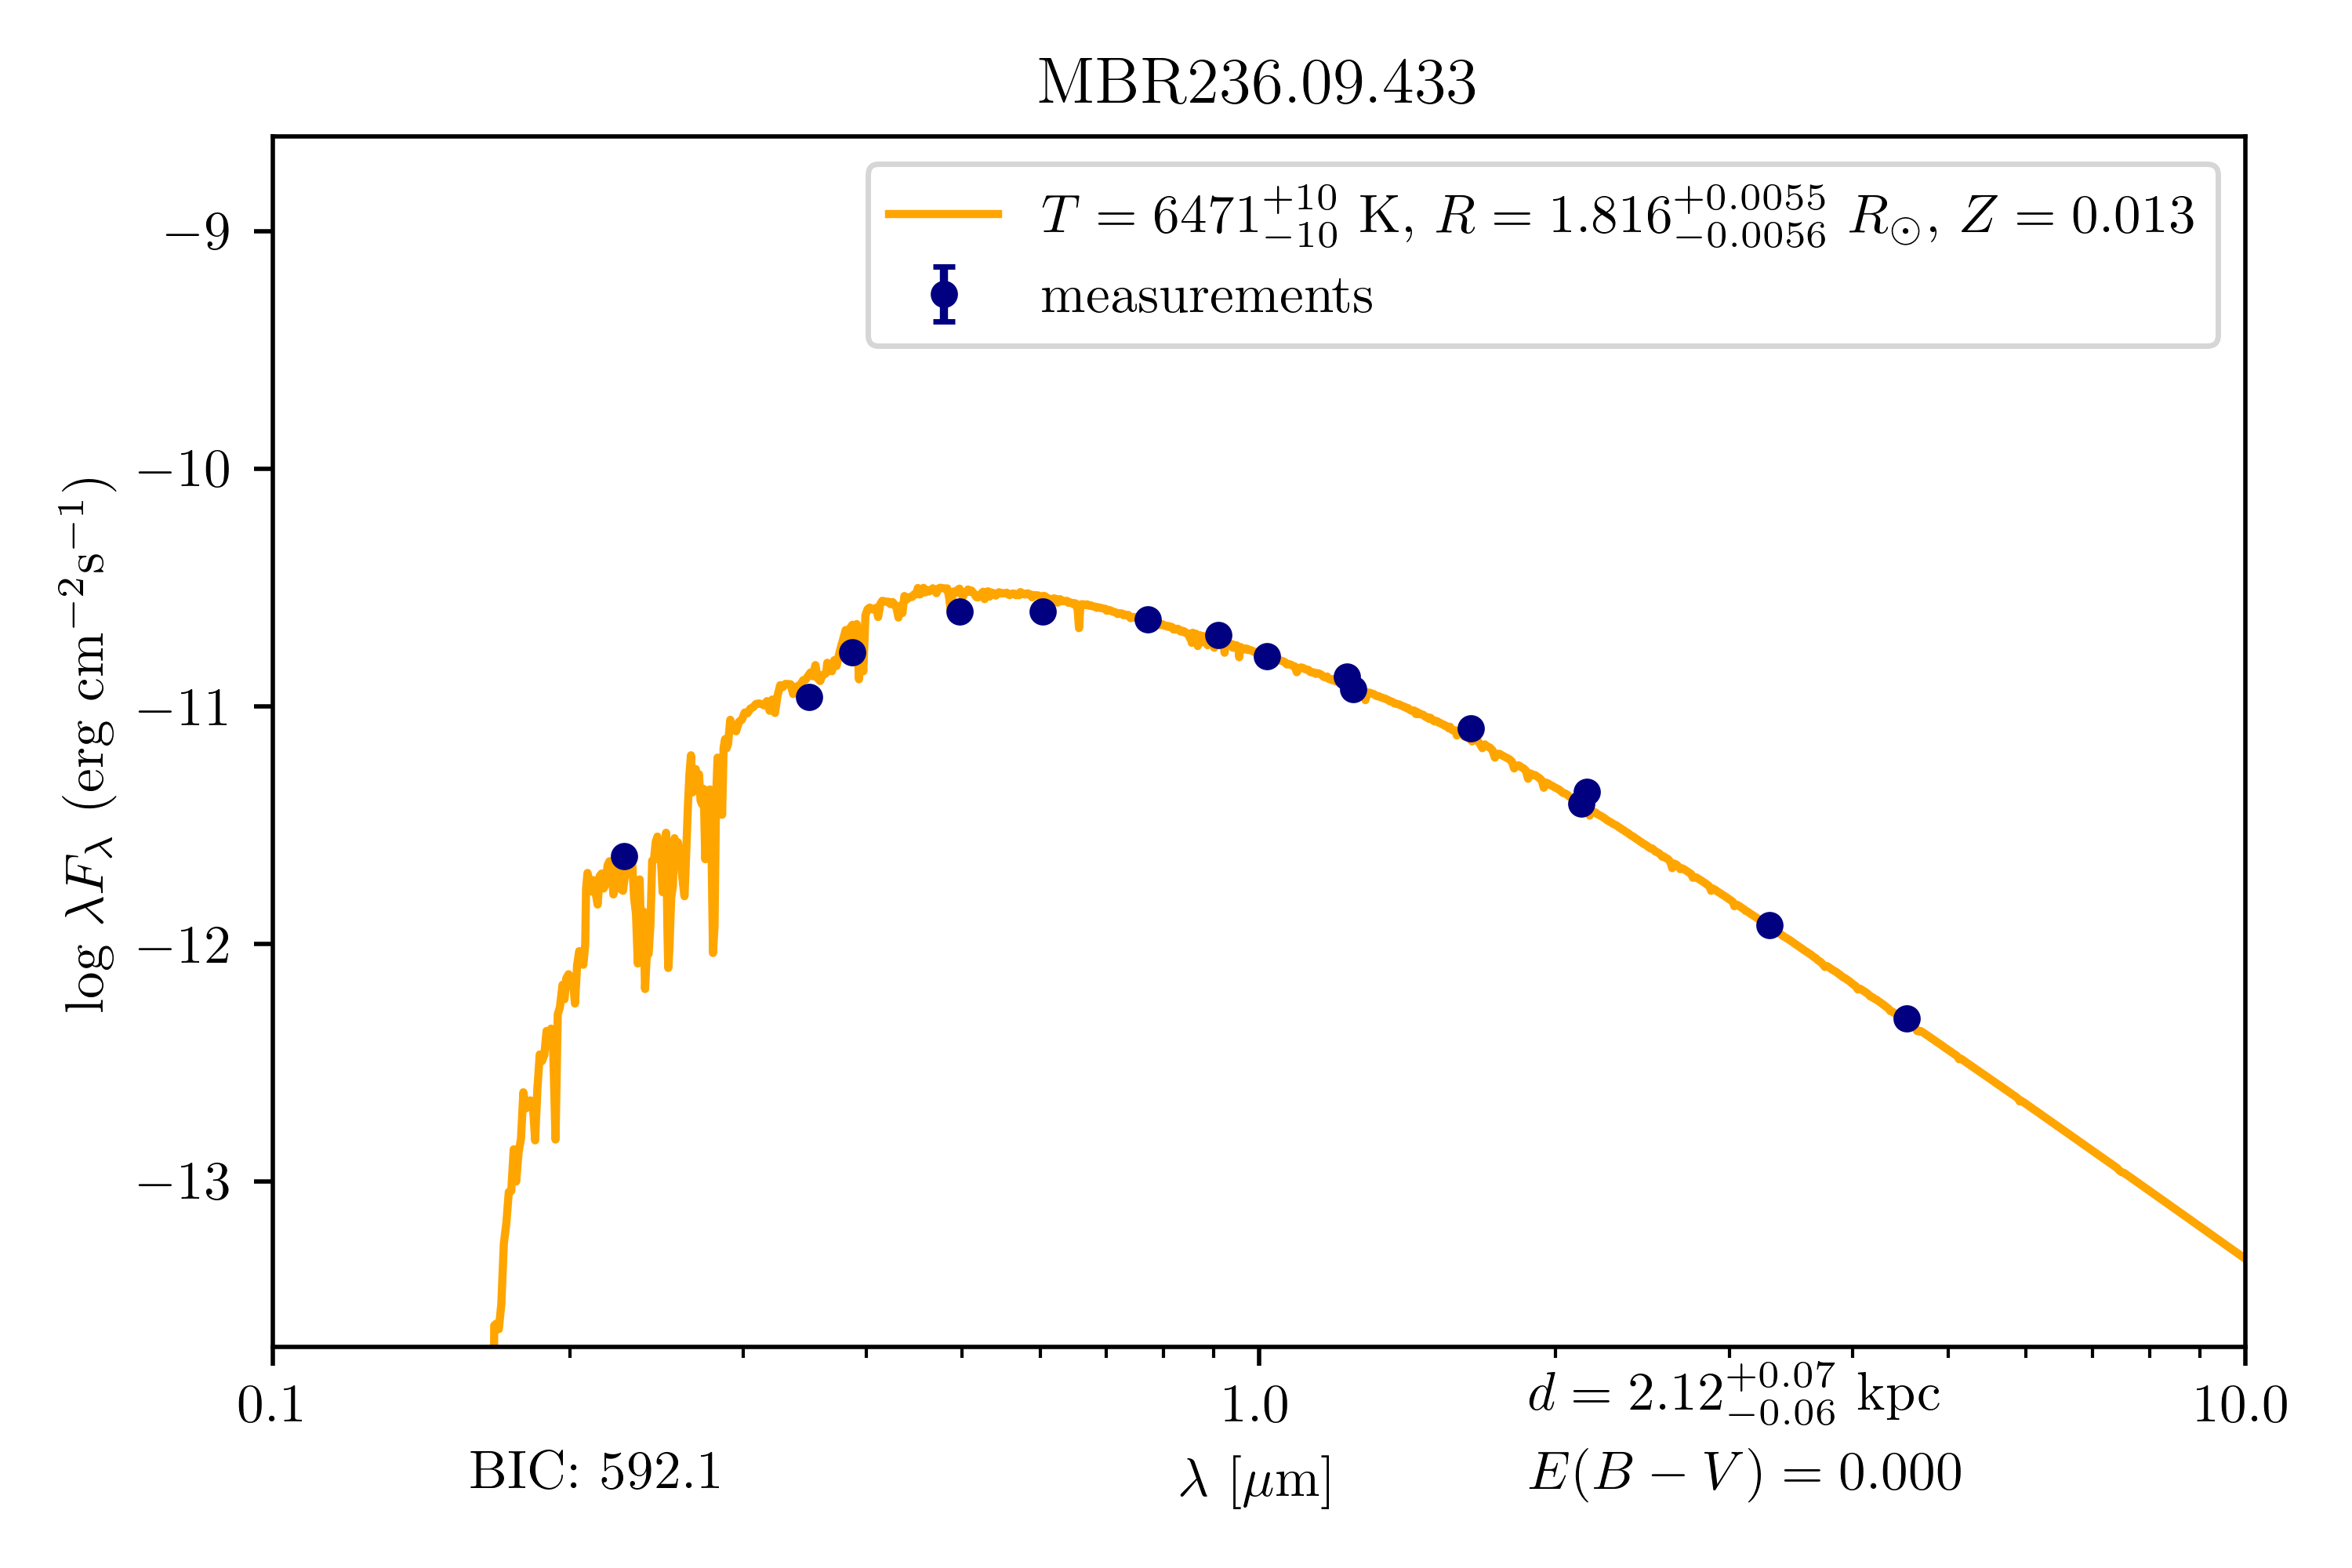 MBR236.09.433
T = 6471^{+10}_{-10} K, R = 1.816^{+0.0055}_{-0.0056} R_⊙, Z = 0.013
measurements
−9
−10
−11
−12
−13
log λF_λ (erg cm^{−2}s^{−1})
0.1
1.0
10.0
d = 2.12^{+0.07}_{−0.06} kpc
BIC: 592.1
λ [μm]
E(B − V) = 0.000